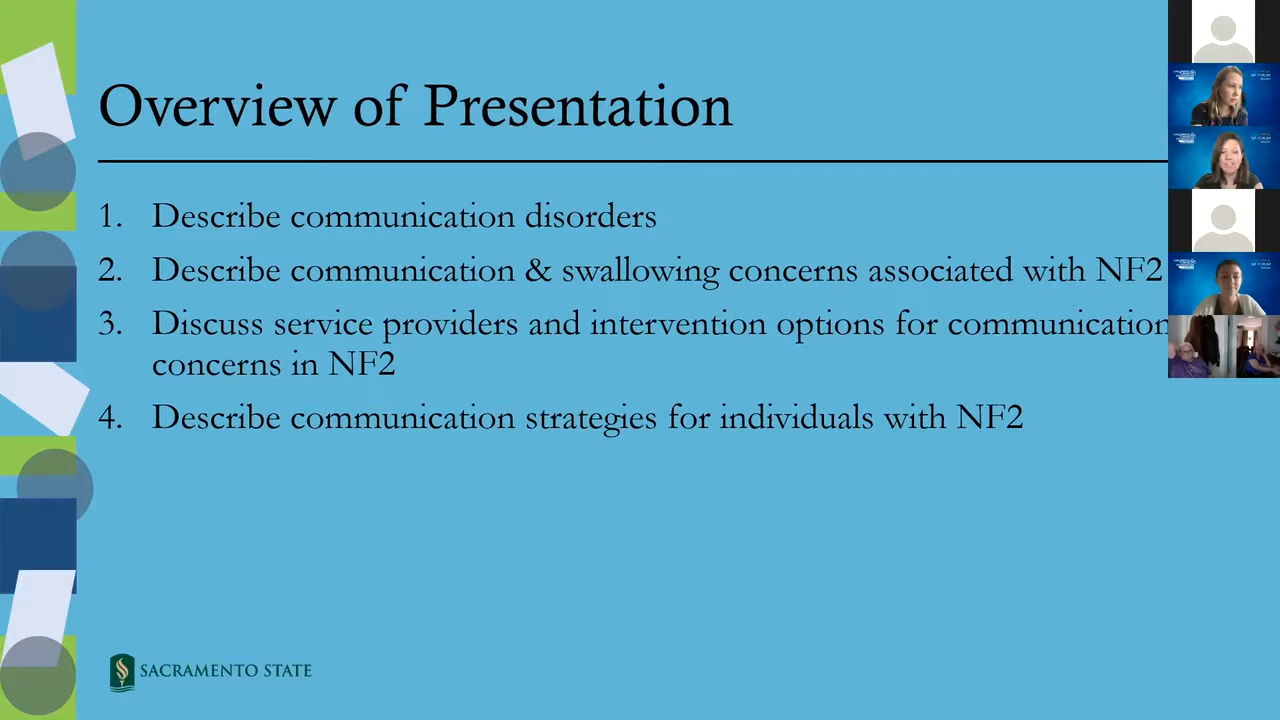 Overview of Presentation
1. Describe communication disorders
2. Describe communication & swallowing concerns associated with NF2
3. Discuss service providers and intervention options for communication
concerns in NF2
4. Describe communication strategies for individuals with NF2
SACRAMENTO STATE